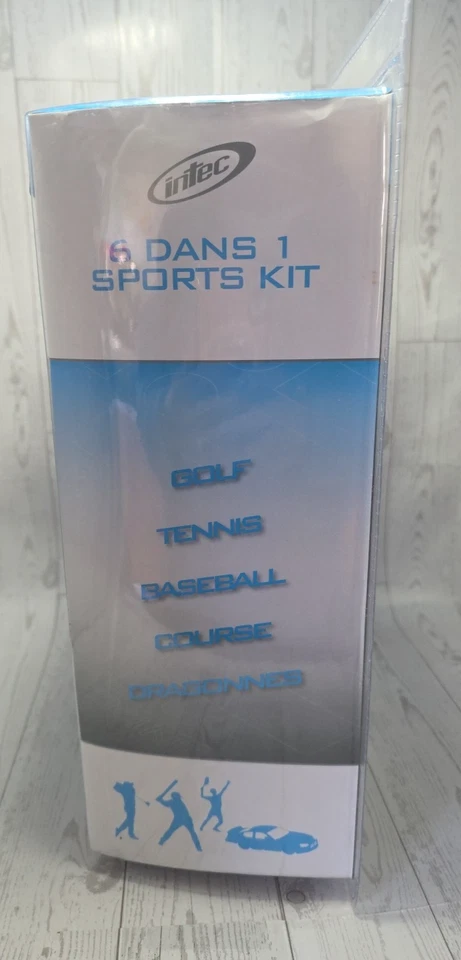 intec
6 DANS 1
SPORTS KIT
GOLF
TENNIS
BASEBALL
COURSE
DRAGONNES